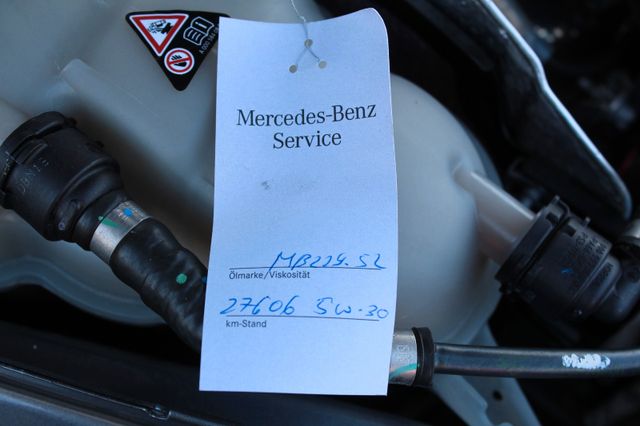 Mercedes-Benz
Service
MB229.52
Ölmarke/Viskosität
27606 5W-30
km-Stand